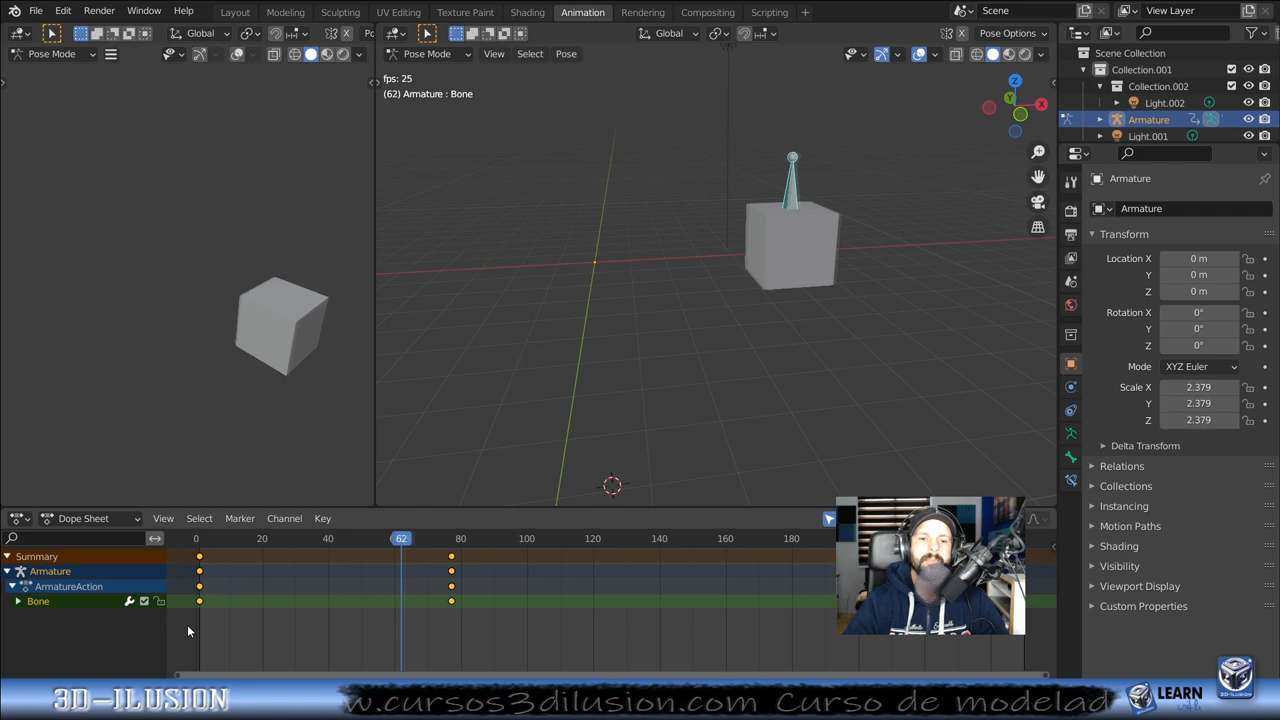 File Edit Render Window Help Layout Modeling Sculpting UV Editing Texture Paint Shading Animation Rendering Compositing Scripting + Scene View Layer
Global Po Global Pose Options
Pose Mode Pose Mode View Select Pose
fps: 25
(62) Armature : Bone
Z
Y
X
Scene Collection
Collection.001
Collection.002
Light.002
Armature
Light.001
Armature
Armature
Transform
Location X 0 m
Y 0 m
Z 0 m
Rotation X 0°
Y 0°
Z 0°
Mode XYZ Euler
Scale X 2.379
Y 2.379
Z 2.379
Delta Transform
Relations
Collections
Instancing
Motion Paths
Shading
Visibility
Viewport Display
Custom Properties
Dope Sheet View Select Marker Channel Key
0 20 40 62 80 100 120 140 160 180
Summary
Armature
ArmatureAction
Bone
3D-ILUSION
w.cursos3dilusion.com Curso de modelad
LEARN